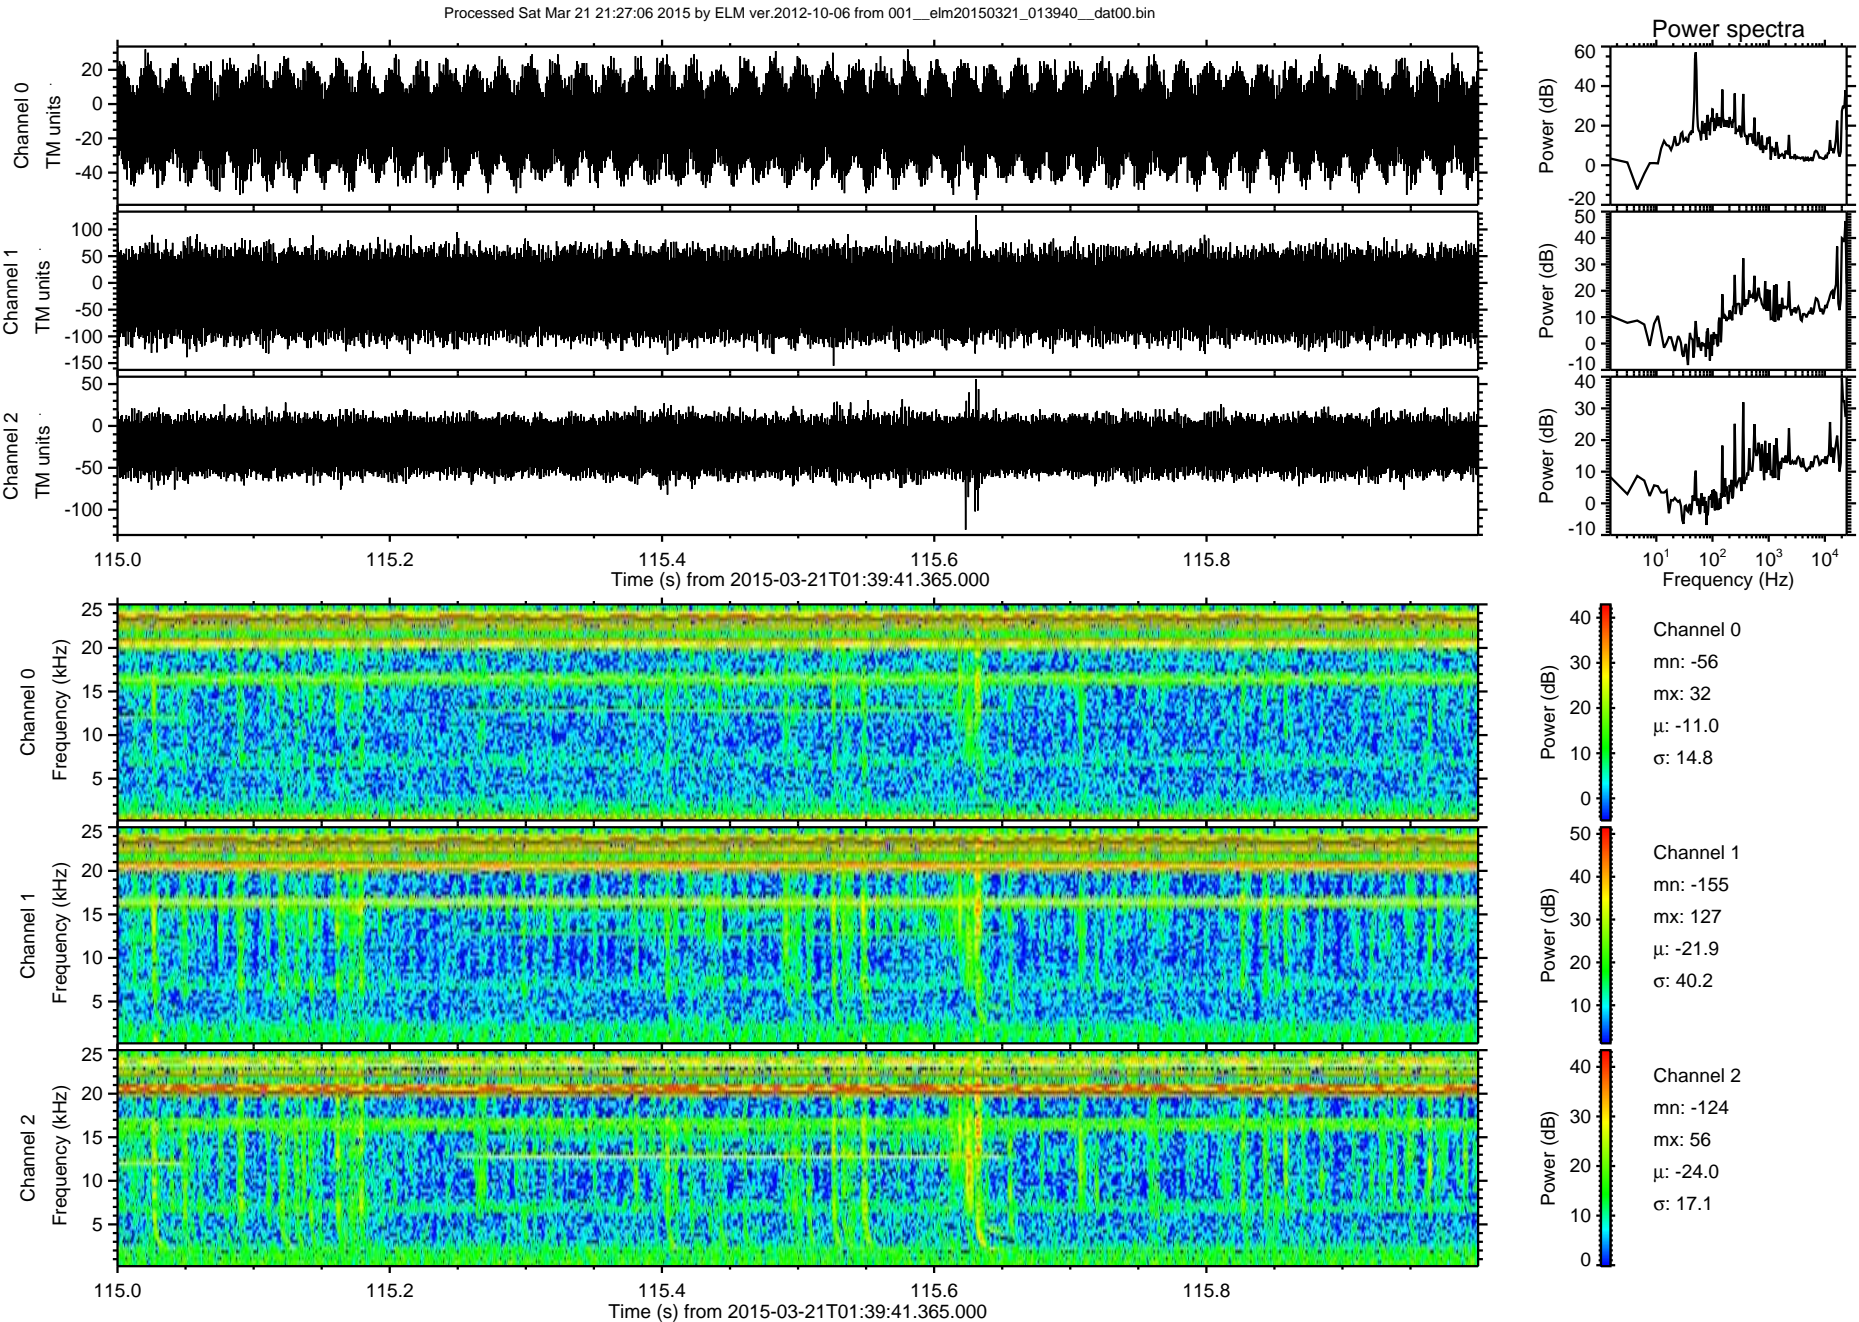 Processed Sat Mar 21 21:27:06 2015 by ELM ver.2012-10-06 from 001__elm20150321_013940__dat00.bin
Power spectra
Channel 0
TM units
20
0
-20
-40
Power (dB)
60
40
20
0
-20
Channel 1
TM units
100
50
0
-50
-100
-150
Power (dB)
50
40
30
20
10
0
-10
Channel 2
TM units
50
0
-50
-100
Power (dB)
40
30
20
10
0
-10
115.0 115.2 115.4 115.6 115.8
Time (s) from 2015-03-21T01:39:41.365.000
10^1 10^2 10^3 10^4
Frequency (Hz)
Channel 0
Frequency (kHz)
25
20
15
10
5
Power (dB)
40
30
20
10
0
Channel 0
mn: -56
mx: 32
μ: -11.0
σ: 14.8
Channel 1
Frequency (kHz)
25
20
15
10
5
Power (dB)
50
40
30
20
10
Channel 1
mn: -155
mx: 127
μ: -21.9
σ: 40.2
Channel 2
Frequency (kHz)
25
20
15
10
5
Power (dB)
40
30
20
10
0
Channel 2
mn: -124
mx: 56
μ: -24.0
σ: 17.1
115.0 115.2 115.4 115.6 115.8
Time (s) from 2015-03-21T01:39:41.365.000